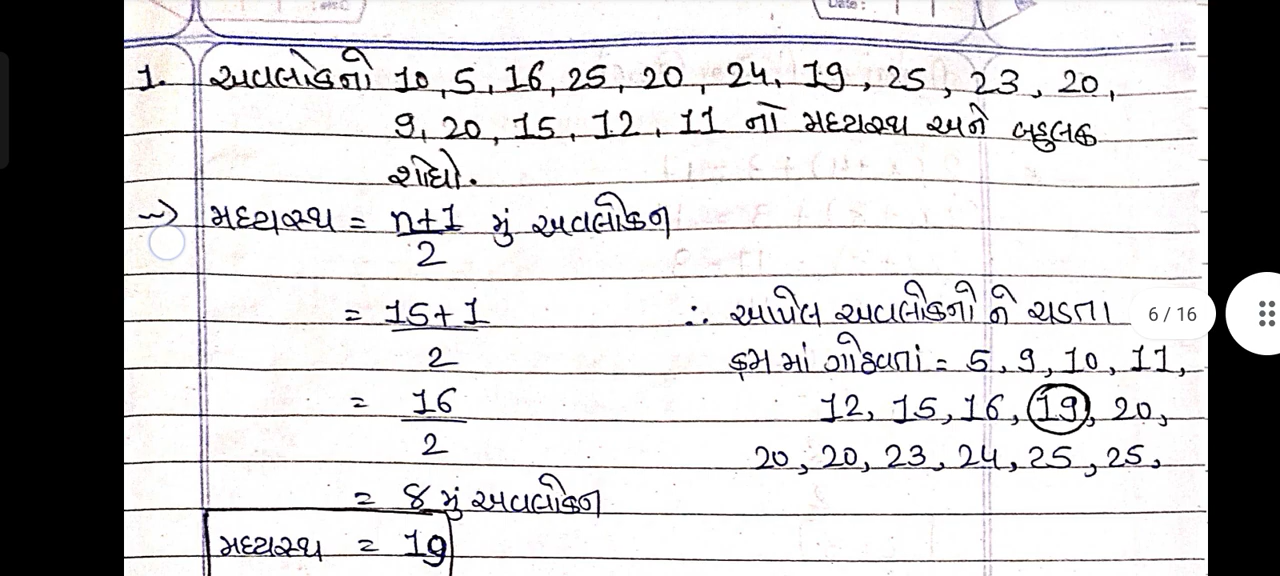 Date :
1. અવલોકનો 10, 5, 16, 25, 20, 24, 19, 25, 23, 20,
9, 20, 15, 12, 11 નો મધ્યસ્થ અને બહુલક
શોધો.
~> મધ્યસ્થ = n+1 મું અવલોકન
2
= 15+1 ∴ આપેલ અવલોકનો ને ચડતા 6 / 16
2 ક્રમ માં ગોઠવતાં = 5, 9, 10, 11,
= 16 12, 15, 16, 19, 20,
2 20, 20, 23, 24, 25, 25,
= 8 મું અવલોકન
મધ્યસ્થ = 19